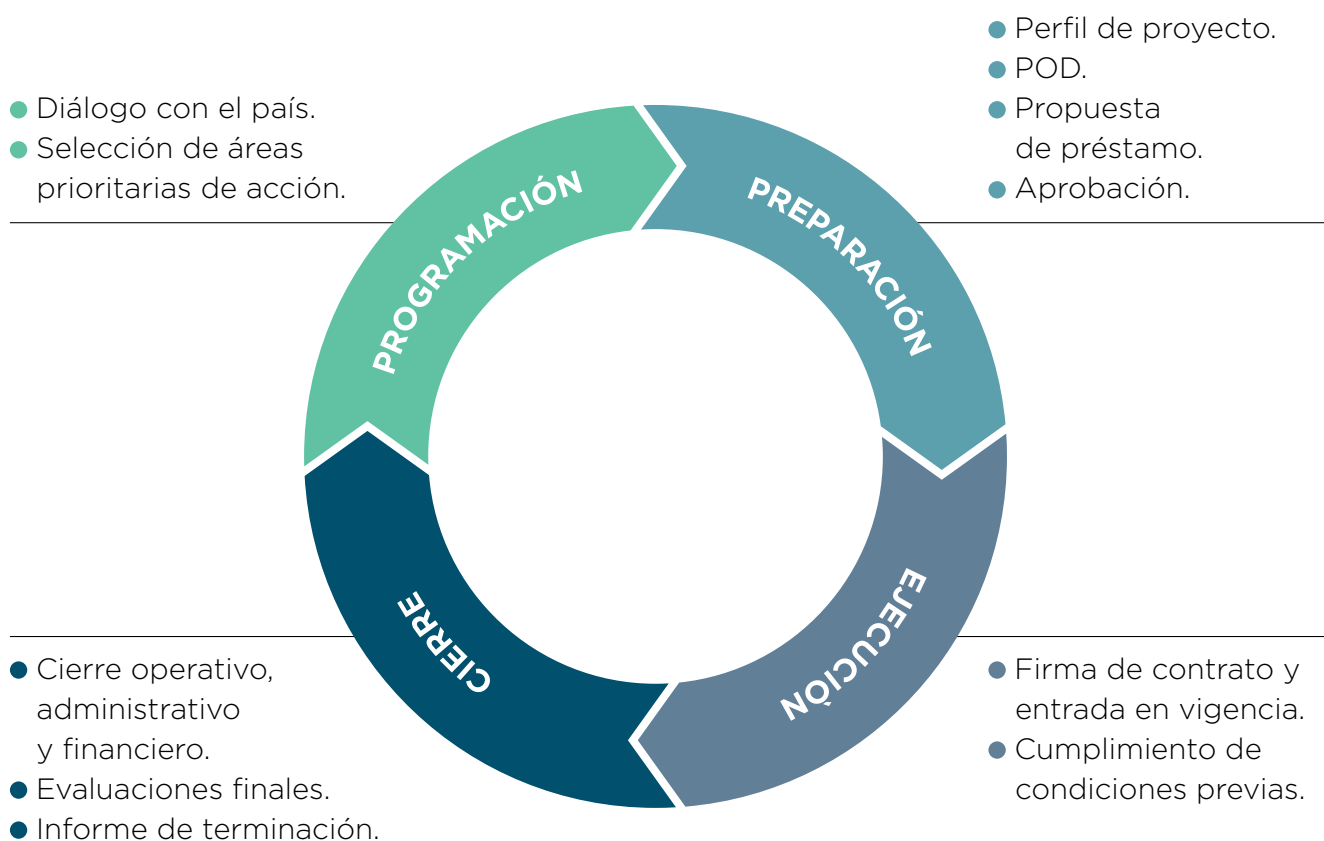 ● Diálogo con el país.
● Selección de áreas
prioritarias de acción.
● Perfil de proyecto.
● POD.
● Propuesta
de préstamo.
● Aprobación.
PROGRAMACIÓN
PREPARACIÓN
CIERRE
EJECUCIÓN
● Cierre operativo,
administrativo
y financiero.
● Evaluaciones finales.
● Informe de terminación.
● Firma de contrato y
entrada en vigencia.
● Cumplimiento de
condiciones previas.